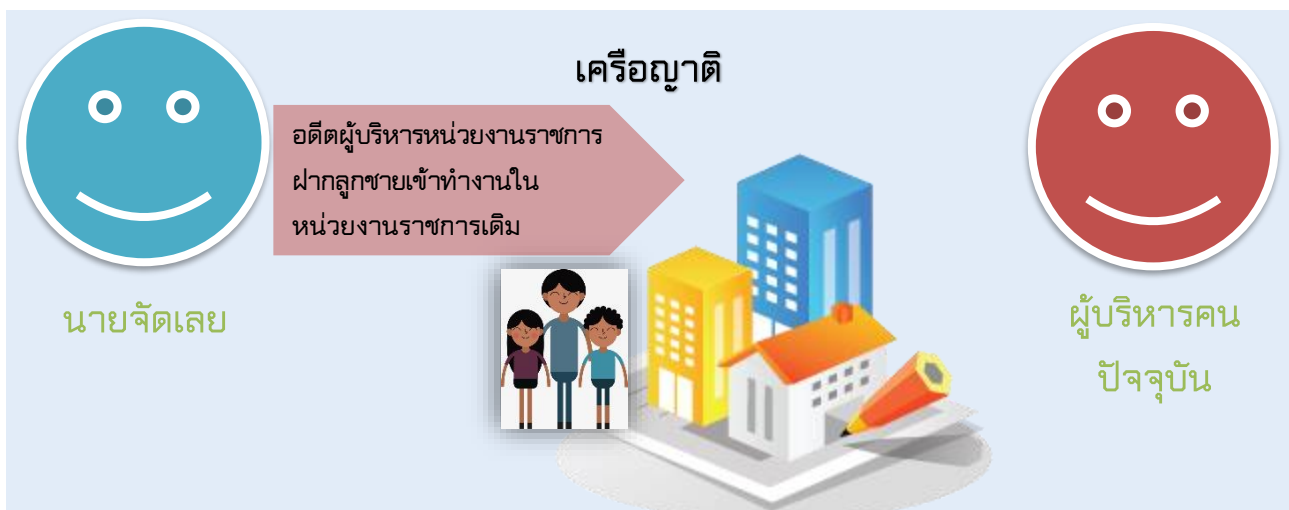 เครือญาติ
อดีตผู้บริหารหน่วยงานราชการ
ฝากลูกชายเข้าทำงานใน
หน่วยงานราชการเดิม
นายจัดเลย
ผู้บริหารคน
ปัจจุบัน